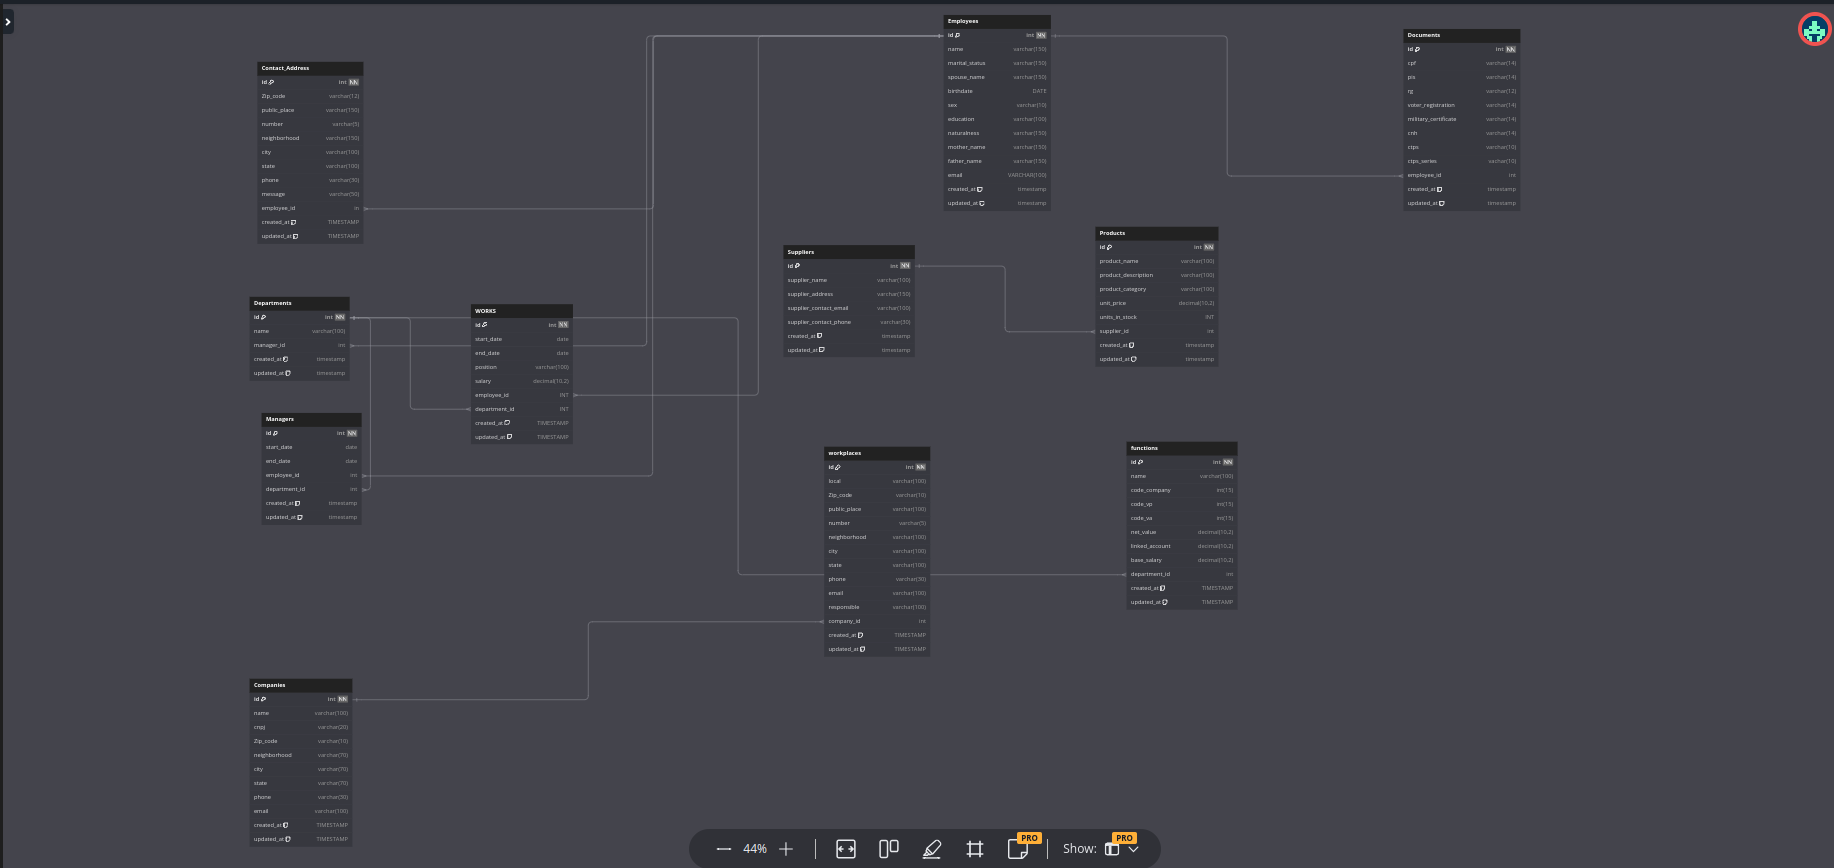 Employees
id int NN
name varchar(150)
marital_status varchar(150)
spouse_name varchar(150)
birthdate DATE
sex varchar(10)
education varchar(100)
naturalness varchar(150)
mother_name varchar(150)
father_name varchar(150)
email VARCHAR(100)
created_at timestamp
updated_at timestamp
Documents
id int NN
cpf varchar(14)
pis varchar(14)
rg varchar(12)
voter_registration varchar(14)
military_certificate varchar(14)
cnh varchar(14)
ctps varchar(10)
ctps_series vachar(10)
employee_id int
created_at timestamp
updated_at timestamp
Contact_Address
id int NN
Zip_code varchar(12)
public_place varchar(150)
number varchar(5)
neighborhood varchar(150)
city varchar(100)
state varchar(100)
phone varchar(30)
message varchar(50)
employee_id in
created_at TIMESTAMP
updated_at TIMESTAMP
Products
id int NN
product_name varchar(100)
product_description varchar(100)
product_category varchar(100)
unit_price decimal(10,2)
units_in_stock INT
supplier_id int
created_at timestamp
updated_at timestamp
Suppliers
id int NN
supplier_name varchar(100)
supplier_address varchar(150)
supplier_contact_email varchar(100)
supplier_contact_phone varchar(30)
created_at timestamp
updated_at timestamp
Departments
id int NN
name varchar(100)
manager_id int
created_at timestamp
updated_at timestamp
WORKS
id int NN
start_date date
end_date date
position varchar(100)
salary decimal(10,2)
employee_id INT
department_id INT
created_at TIMESTAMP
updated_at TIMESTAMP
Managers
id int NN
start_date date
end_date date
employee_id int
department_id int
created_at timestamp
updated_at timestamp
workplaces
id int NN
local varchar(100)
Zip_code varchar(10)
public_place varchar(100)
number varchar(5)
neighborhood varchar(100)
city varchar(100)
state varchar(100)
phone varchar(30)
email varchar(100)
responsible varchar(100)
company_id int
created_at TIMESTAMP
updated_at TIMESTAMP
functions
id int NN
name varchar(100)
code_company int(15)
code_vp int(15)
code_va int(15)
net_value decimal(10,2)
linked_account decimal(10,2)
base_salary decimal(10,2)
department_id int
created_at TIMESTAMP
updated_at TIMESTAMP
Companies
id int NN
name varchar(100)
cnpj varchar(20)
Zip_code varchar(10)
neighborhood varchar(70)
city varchar(70)
state varchar(70)
phone varchar(30)
email varchar(100)
created_at TIMESTAMP
updated_at TIMESTAMP
44% PRO Show: PRO